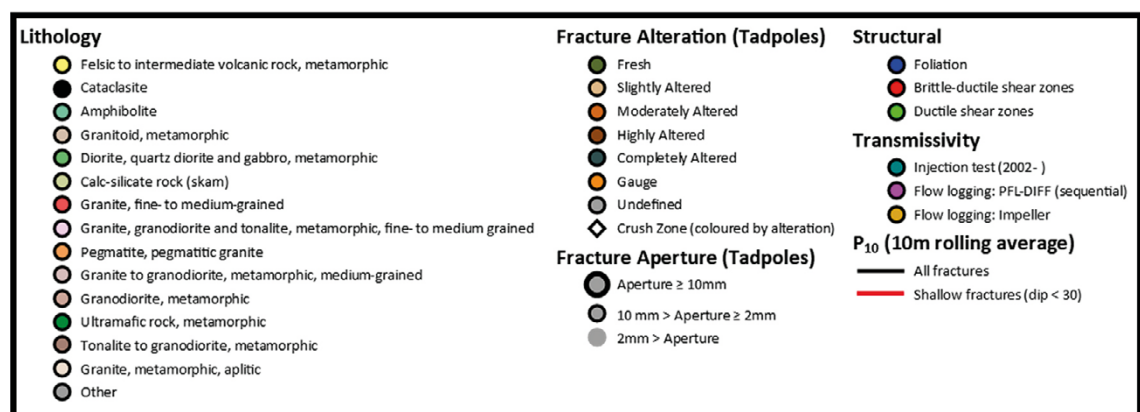 Lithology
Felsic to intermediate volcanic rock, metamorphic
Cataclasite
Amphibolite
Granitoid, metamorphic
Diorite, quartz diorite and gabbro, metamorphic
Calc-silicate rock (skarn)
Granite, fine- to medium-grained
Granite, granodiorite and tonalite, metamorphic, fine- to medium grained
Pegmatite, pegmatitic granite
Granite to granodiorite, metamorphic, medium-grained
Granodiorite, metamorphic
Ultramafic rock, metamorphic
Tonalite to granodiorite, metamorphic
Granite, metamorphic, aplitic
Other
Fracture Alteration (Tadpoles)
Fresh
Slightly Altered
Moderately Altered
Highly Altered
Completely Altered
Gauge
Undefined
Crush Zone (coloured by alteration)
Fracture Aperture (Tadpoles)
Aperture ≥ 10mm
10 mm > Aperture ≥ 2mm
2mm > Aperture
Structural
Foliation
Brittle-ductile shear zones
Ductile shear zones
Transmissivity
Injection test (2002- )
Flow logging: PFL-DIFF (sequential)
Flow logging: Impeller
P₁₀ (10m rolling average)
All fractures
Shallow fractures (dip < 30)